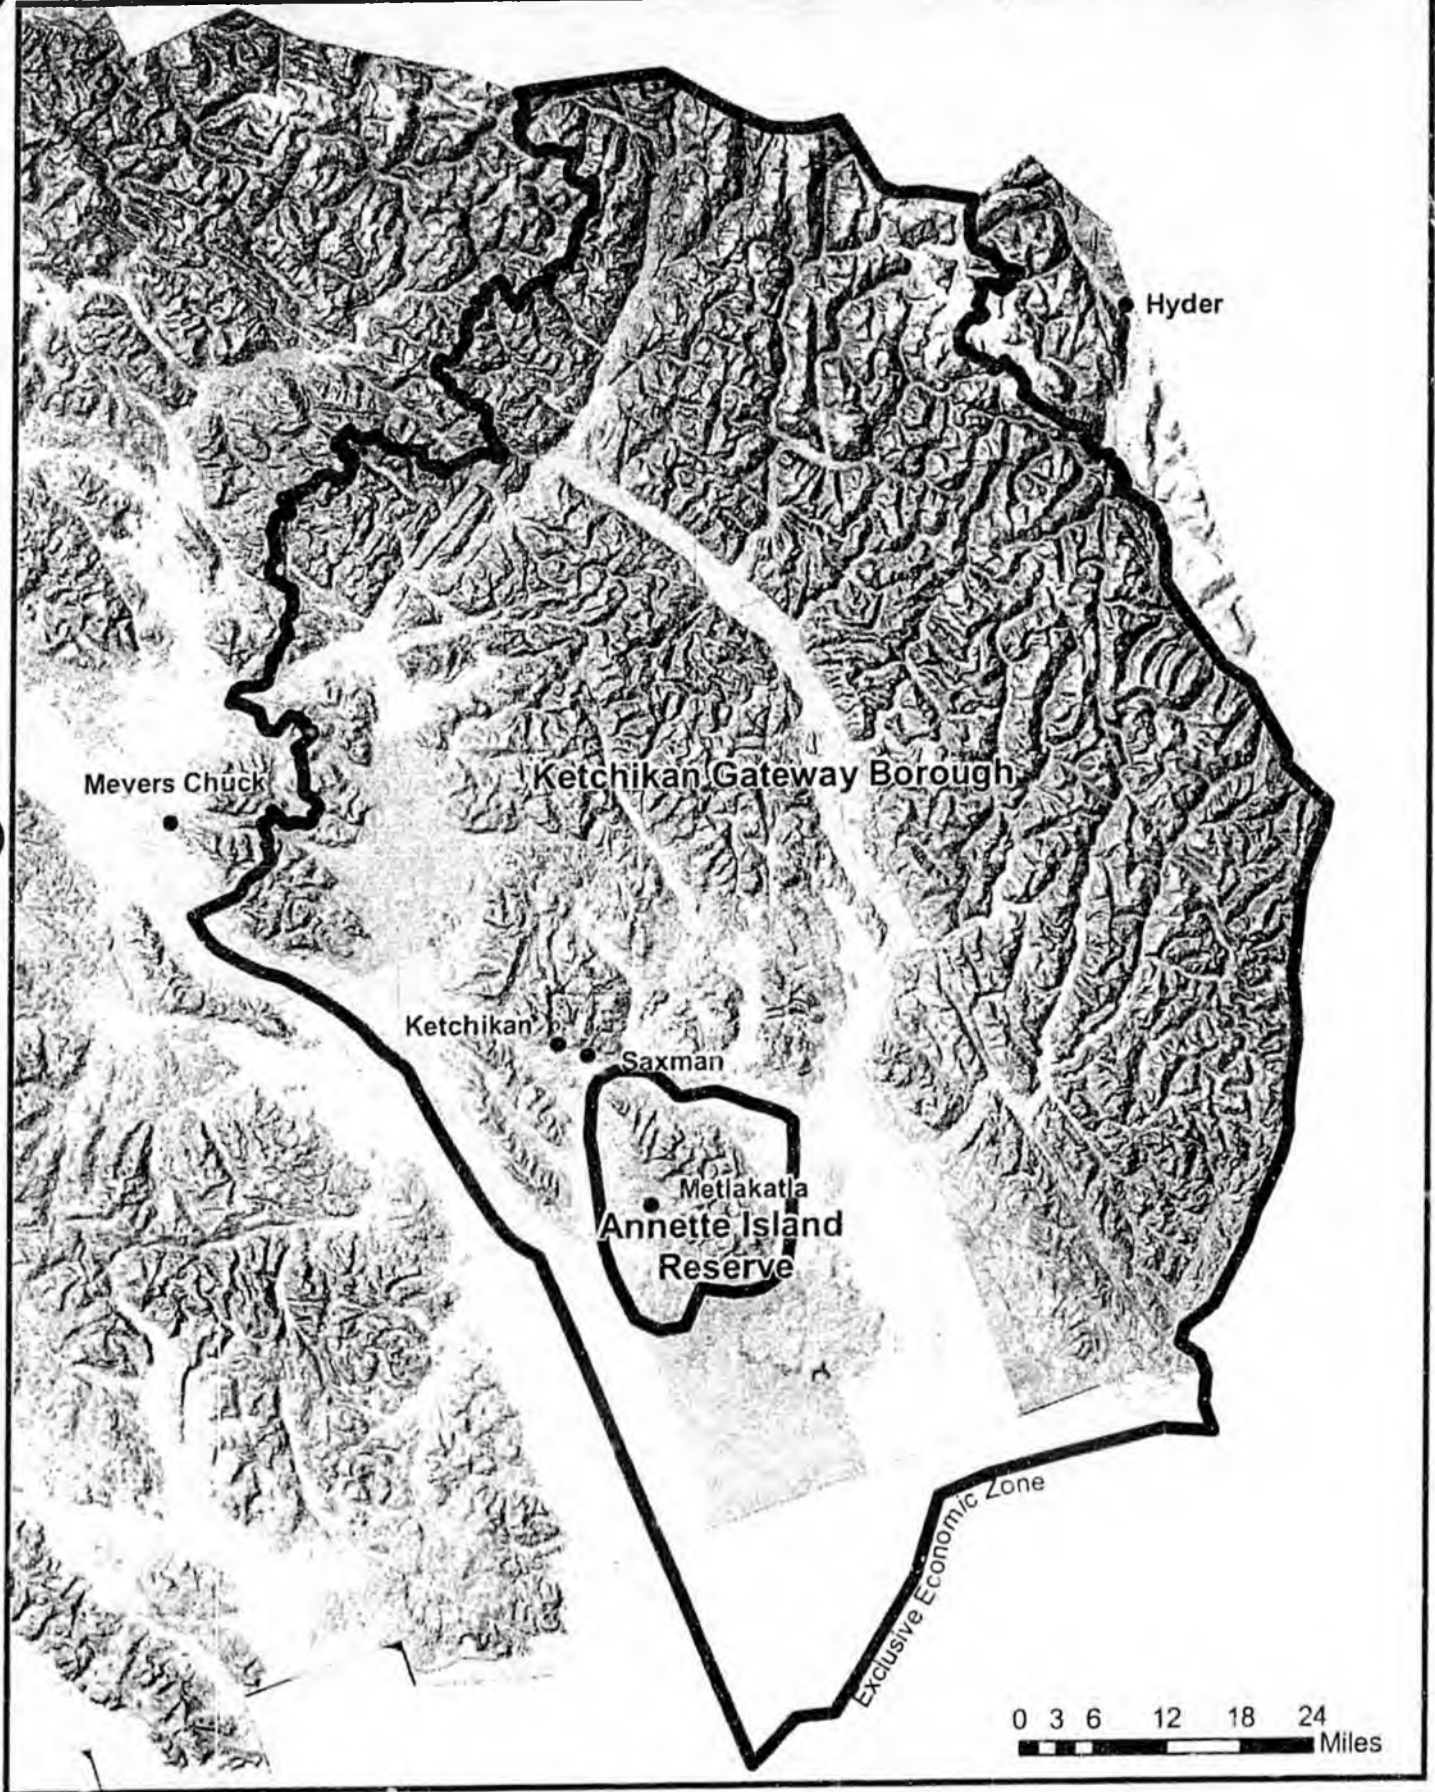 Hyder
Meyers Chuck
Ketchikan Gateway Borough
Ketchikan
Saxman
Metlakatla
Annette Island
Reserve
Exclusive Economic Zone
0 3 6 12 18 24
Miles